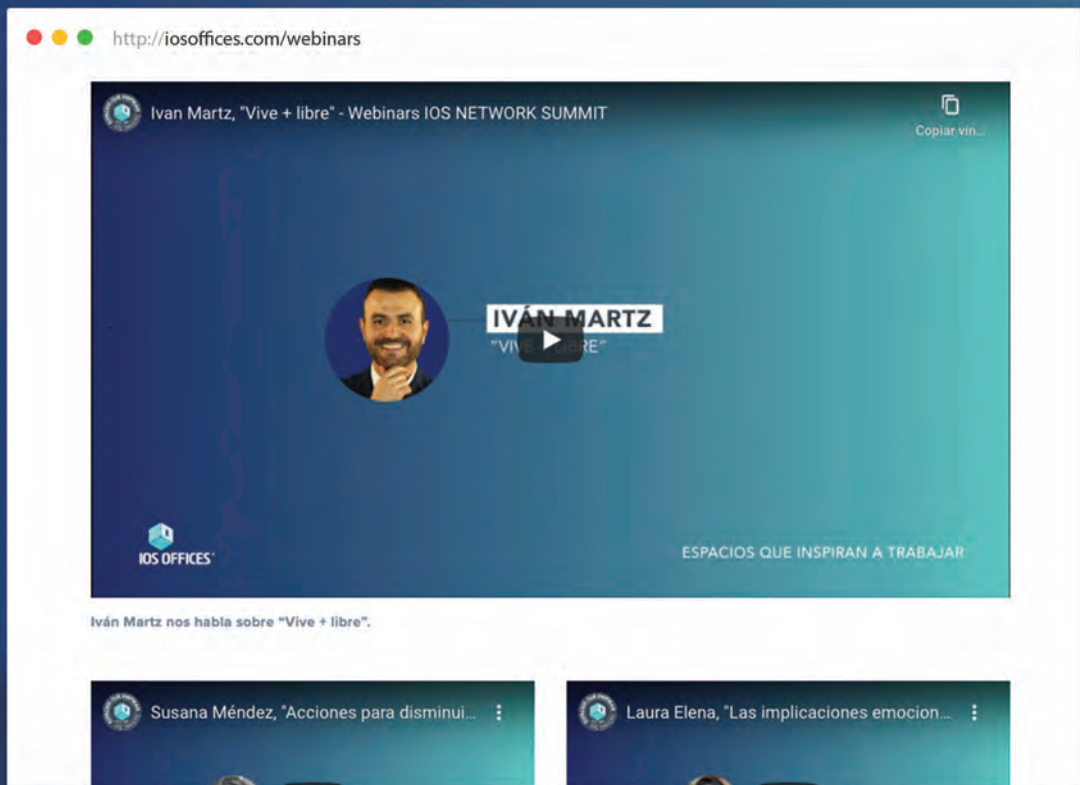 http://iosoffices.com/webinars
Ivan Martz, "Vive + libre" - Webinars IOS NETWORK SUMMIT
Copiar vín...
IVÁN MARTZ
"VIVE + LIBRE"
IOS OFFICES
ESPACIOS QUE INSPIRAN A TRABAJAR
Iván Martz nos habla sobre "Vive + libre".
Susana Méndez, "Acciones para disminui...
Laura Elena, "Las implicaciones emocion...